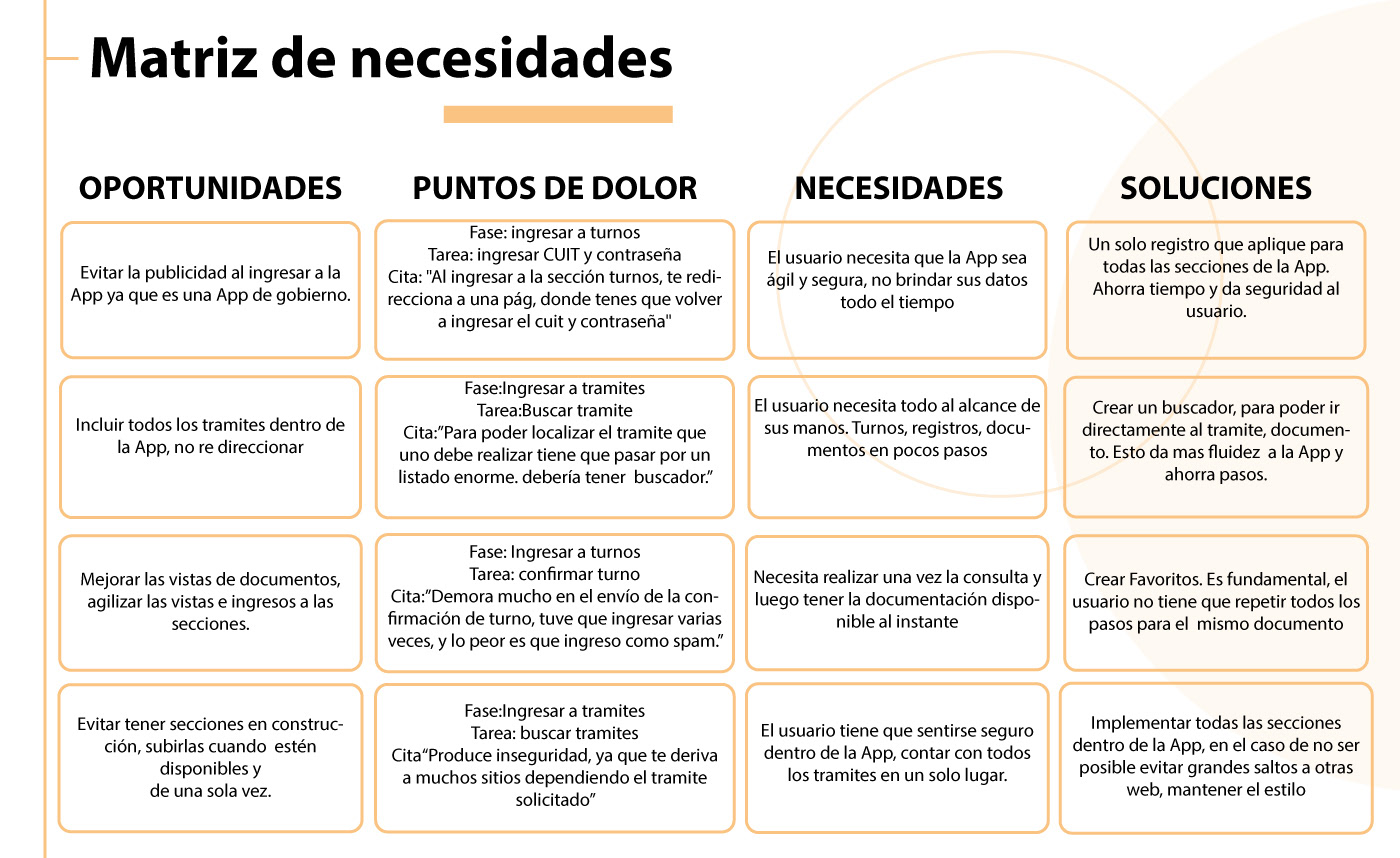 Matriz de necesidades
OPORTUNIDADES
PUNTOS DE DOLOR
NECESIDADES
SOLUCIONES
Evitar la publicidad al ingresar a la
App ya que es una App de gobierno.
Fase: ingresar a turnos
Tarea: ingresar CUIT y contraseña
Cita: "Al ingresar a la sección turnos, te redi-
recciona a una pág, donde tenes que volver
a ingresar el cuit y contraseña"
El usuario necesita que la App sea
ágil y segura, no brindar sus datos
todo el tiempo
Un solo registro que aplique para
todas las secciones de la App.
Ahorra tiempo y da seguridad al
usuario.
Incluir todos los tramites dentro de
la App, no re direccionar
Fase:Ingresar a tramites
Tarea:Buscar tramite
Cita:”Para poder localizar el tramite que
uno debe realizar tiene que pasar por un
listado enorme. debería tener  buscador.”
El usuario necesita todo al alcance de
sus manos. Turnos, registros, docu-
mentos en pocos pasos
Crear un buscador, para poder ir
directamente al tramite, documen-
to. Esto da mas fluidez  a la App y
ahorra pasos.
Mejorar las vistas de documentos,
agilizar las vistas e ingresos a las
secciones.
Fase: Ingresar a turnos
Tarea: confirmar turno
Cita:”Demora mucho en el envío de la con-
firmación de turno, tuve que ingresar varias
veces, y lo peor es que ingreso como spam.”
Necesita realizar una vez la consulta y
luego tener la documentación dispo-
nible al instante
Crear Favoritos. Es fundamental, el
usuario no tiene que repetir todos los
pasos para el  mismo documento
Evitar tener secciones en construc-
ción, subirlas cuando  estén
disponibles y
de una sola vez.
Fase:Ingresar a tramites
Tarea: buscar tramites
Cita“Produce inseguridad, ya que te deriva
a muchos sitios dependiendo el tramite
solicitado”
El usuario tiene que sentirse seguro
dentro de la App, contar con todos
los tramites en un solo lugar.
Implementar todas las secciones
dentro de la App, en el caso de no ser
posible evitar grandes saltos a otras
web, mantener el estilo